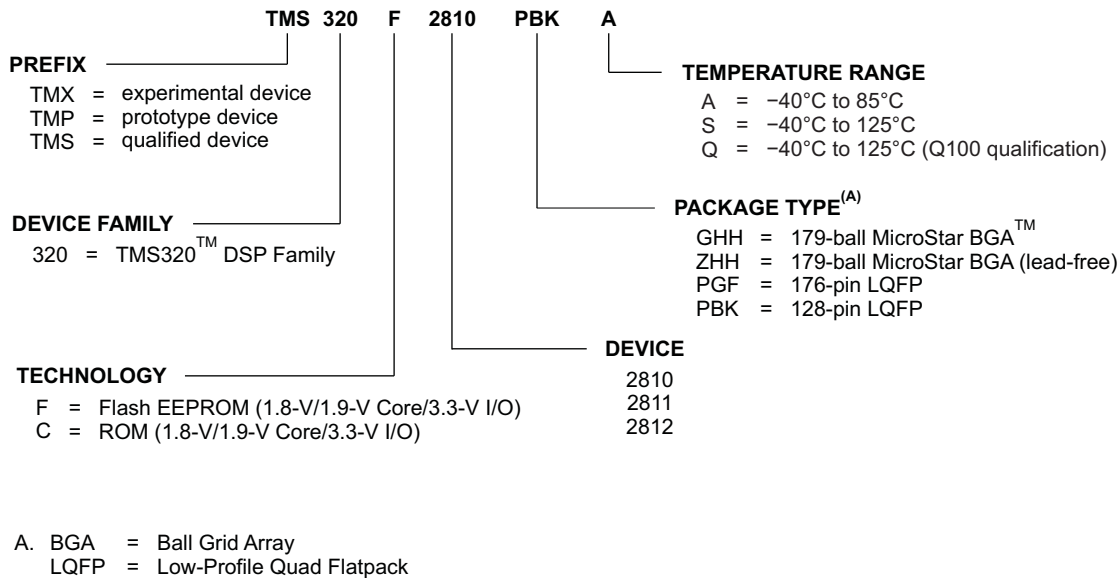 TMS 320 F 2810 PBK A
PREFIX
TMX = experimental device
TMP = prototype device
TMS = qualified device
TEMPERATURE RANGE
A = −40°C to 85°C
S = −40°C to 125°C
Q = −40°C to 125°C (Q100 qualification)
DEVICE FAMILY
320 = TMS320™ DSP Family
PACKAGE TYPE(A)
GHH = 179-ball MicroStar BGA™
ZHH = 179-ball MicroStar BGA (lead-free)
PGF = 176-pin LQFP
PBK = 128-pin LQFP
TECHNOLOGY
F = Flash EEPROM (1.8-V/1.9-V Core/3.3-V I/O)
C = ROM (1.8-V/1.9-V Core/3.3-V I/O)
DEVICE
2810
2811
2812
A. BGA = Ball Grid Array
LQFP = Low-Profile Quad Flatpack